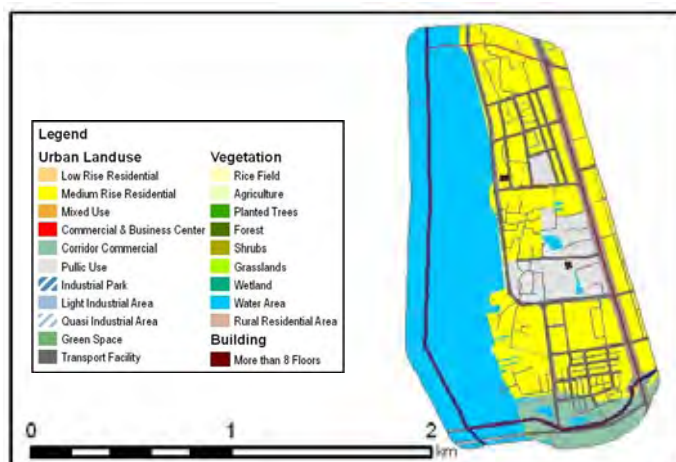 Legend
Urban Landuse
Low Rise Residential
Medium Rise Residential
Mixed Use
Commercial & Business Center
Corridor Commercial
Pullic Use
Industrial Park
Light Industrial Area
Quasi Industrial Area
Green Space
Transport Facility
Vegetation
Rice Field
Agriculture
Planted Trees
Forest
Shrubs
Grasslands
Wetland
Water Area
Rural Residential Area
Building
More than 8 Floors
0 1 2
km